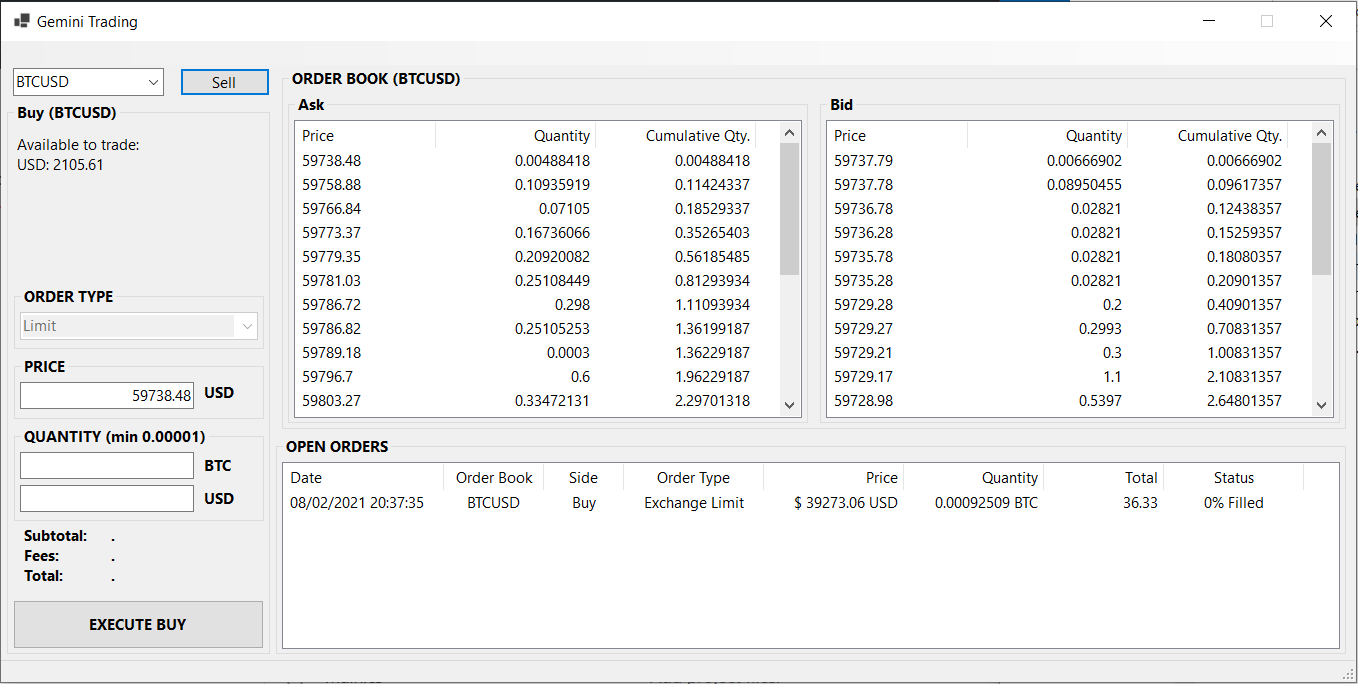 Gemini Trading
BTCUSD
Sell
Buy (BTCUSD)
Available to trade:
USD: 2105.61
ORDER TYPE
Limit
PRICE
59738.48 USD
QUANTITY (min 0.00001)
BTC
USD
Subtotal: .
Fees: .
Total: .
EXECUTE BUY
ORDER BOOK (BTCUSD)
Ask
Price Quantity Cumulative Qty.
59738.48 0.00488418 0.00488418
59758.88 0.10935919 0.11424337
59766.84 0.07105 0.18529337
59773.37 0.16736066 0.35265403
59779.35 0.20920082 0.56185485
59781.03 0.25108449 0.81293934
59786.72 0.298 1.11093934
59786.82 0.25105253 1.36199187
59789.18 0.0003 1.36229187
59796.7 0.6 1.96229187
59803.27 0.33472131 2.29701318
Bid
Price Quantity Cumulative Qty.
59737.79 0.00666902 0.00666902
59737.78 0.08950455 0.09617357
59736.78 0.02821 0.12438357
59736.28 0.02821 0.15259357
59735.78 0.02821 0.18080357
59735.28 0.02821 0.20901357
59729.28 0.2 0.40901357
59729.27 0.2993 0.70831357
59729.21 0.3 1.00831357
59729.17 1.1 2.10831357
59728.98 0.5397 2.64801357
OPEN ORDERS
Date Order Book Side Order Type Price Quantity Total Status
08/02/2021 20:37:35 BTCUSD Buy Exchange Limit $ 39273.06 USD 0.00092509 BTC 36.33 0% Filled